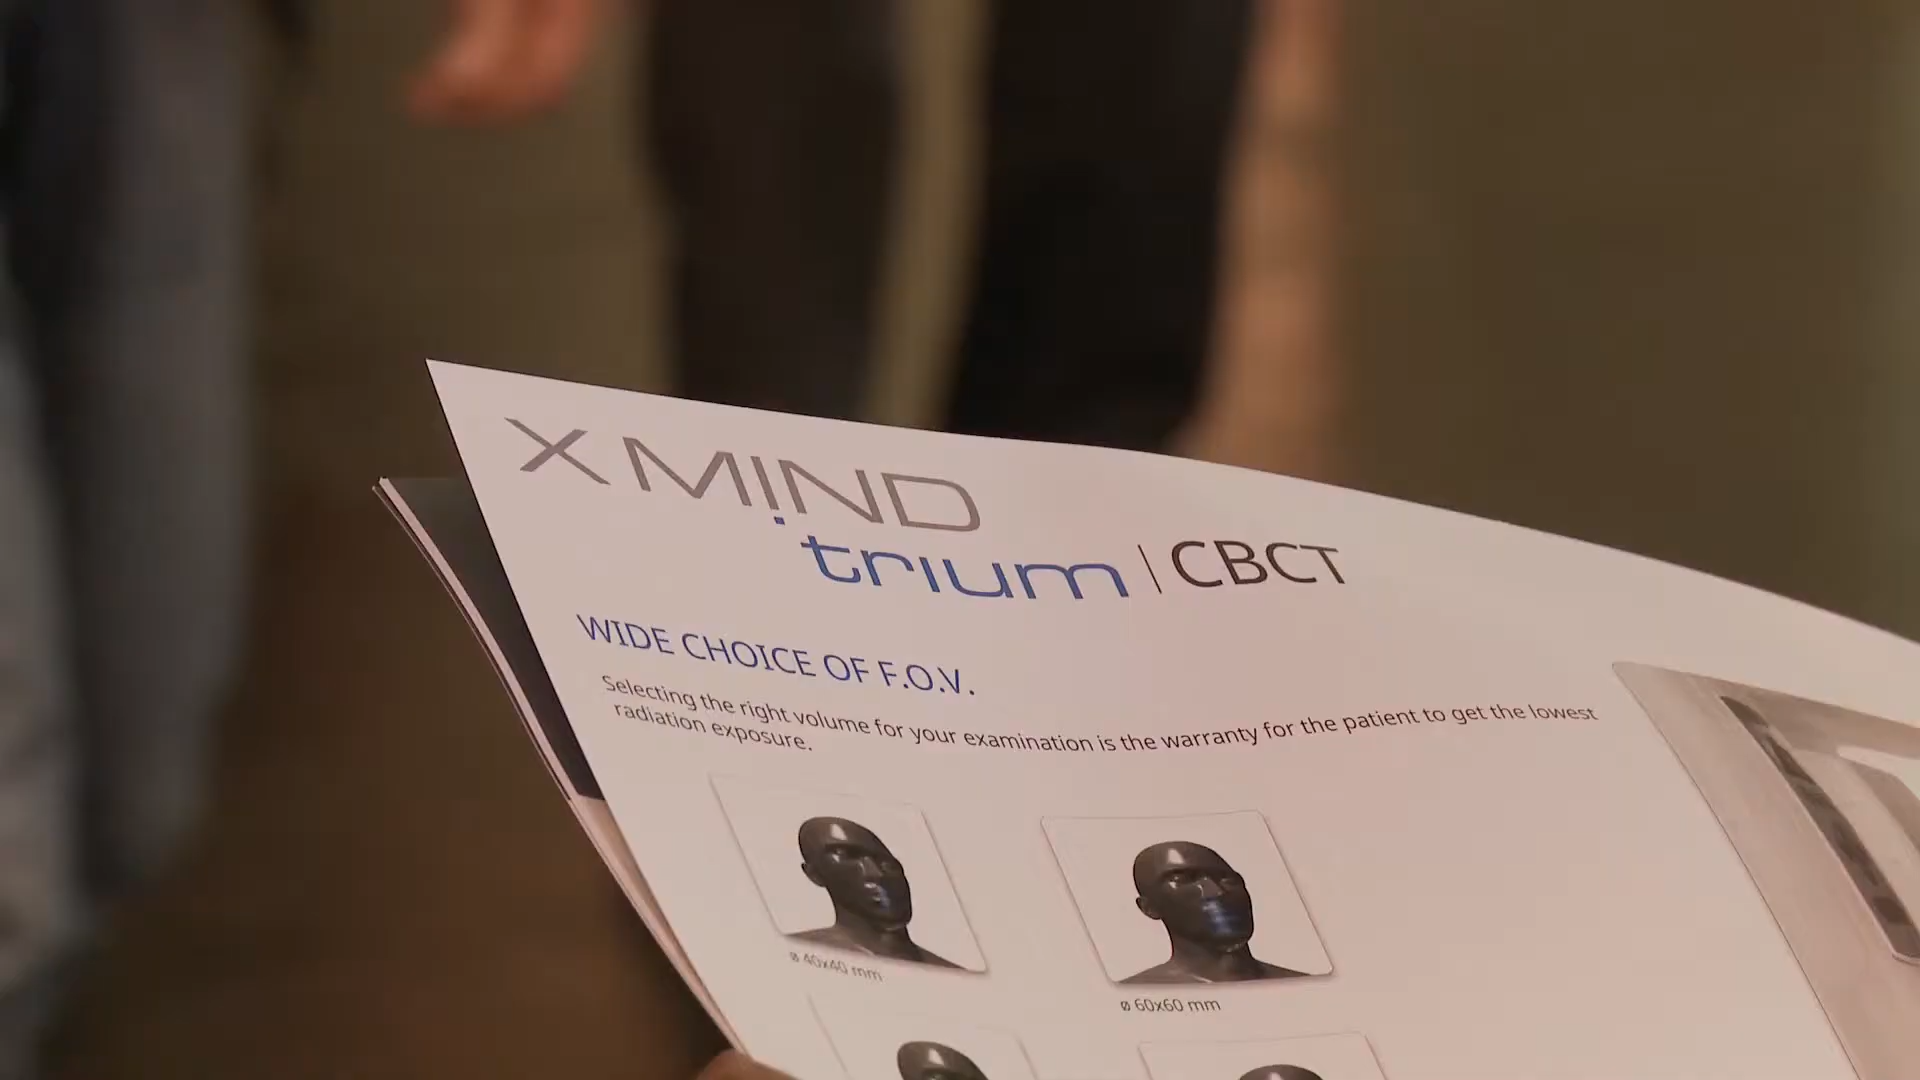 X MIND
trium | CBCT
WIDE CHOICE OF F.O.V.
Selecting the right volume for your examination is the warranty for the patient to get the lowest
radiation exposure.
ø 40x40 mm
ø 60x60 mm